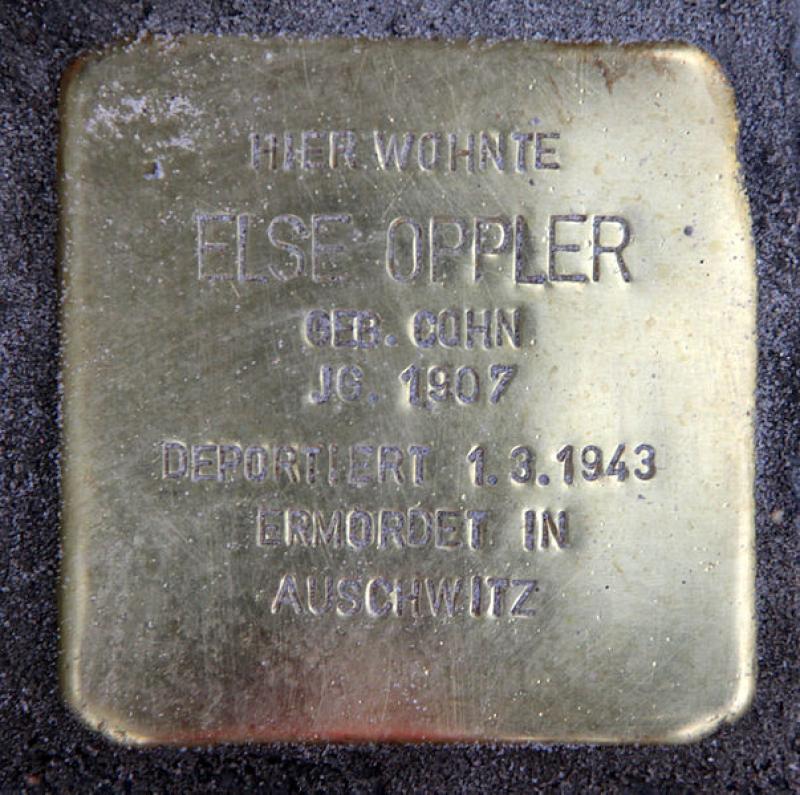 HIER WOHNTE
ELSE OPPLER
GEB. COHN
JG. 1907
DEPORTIERT 1.3.1943
ERMORDET IN
AUSCHWITZ